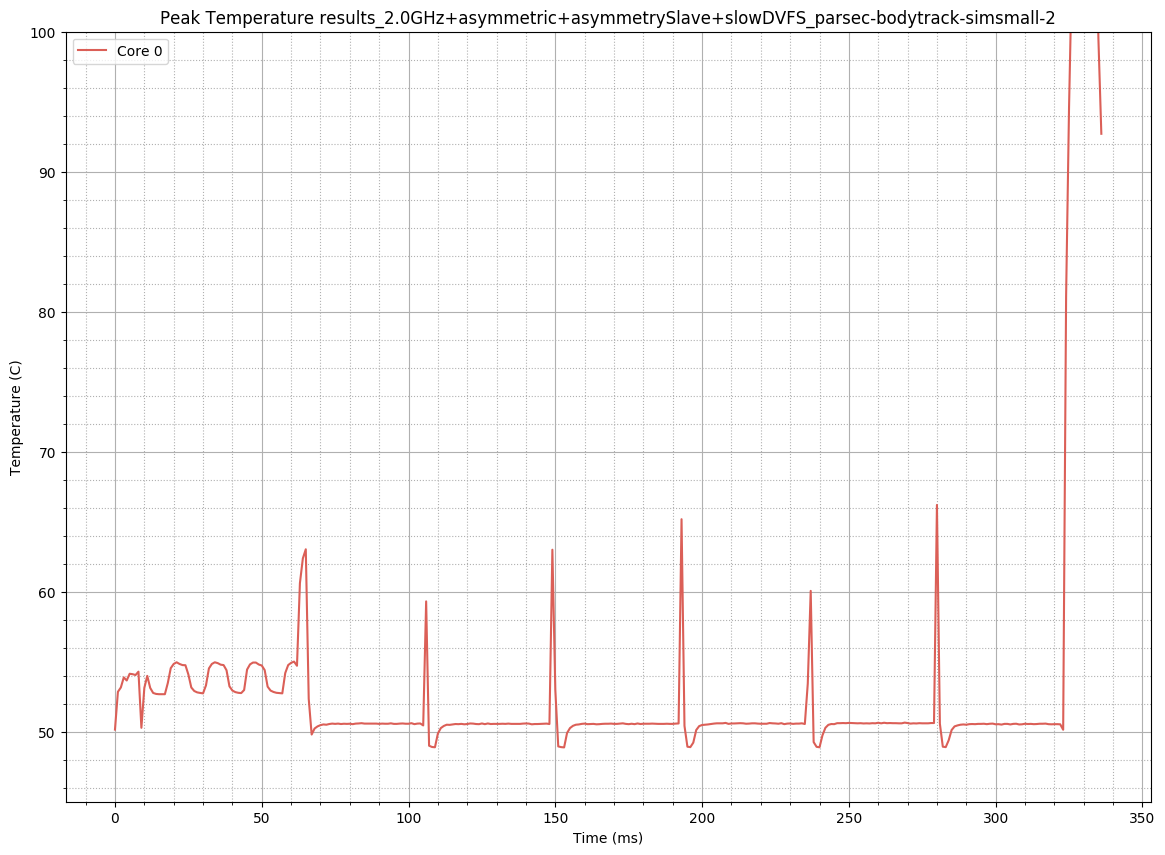 Peak Temperature results_2.0GHz+asymmetric+asymmetrySlave+slowDVFS_parsec-bodytrack-simsmall-2
Core 0
100
90
80
70
60
50
Temperature (C)
0 50 100 150 200 250 300 350
Time (ms)